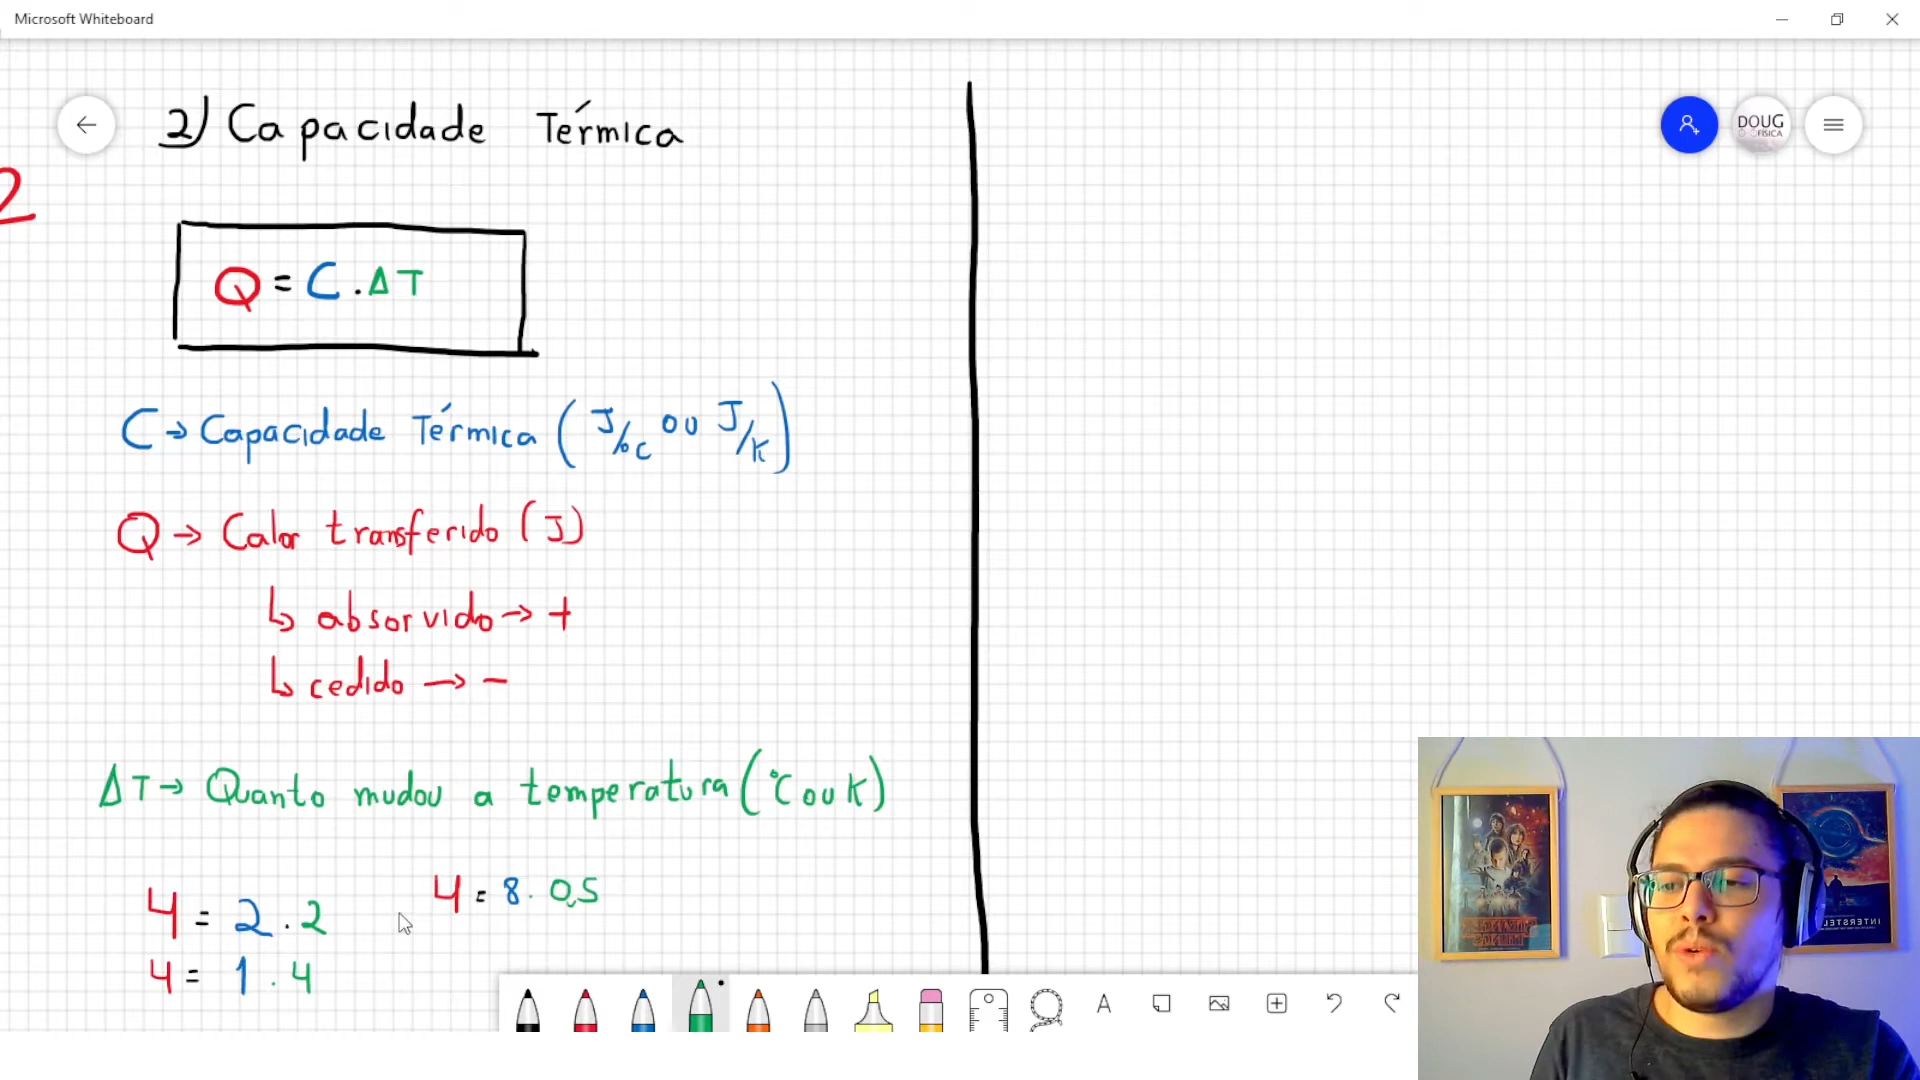 Microsoft Whiteboard
2) Capacidade Térmica
DOUG
FÍSICA
2
Q = C . ΔT
C → Capacidade Térmica (J/°C ou J/K)
Q → Calor transferido (J)
↳ absorvido → +
↳ cedido → -
ΔT → Quanto mudou a temperatura (°C ou K)
4 = 2 . 2
4 = 8 . 0,5
4 = 1 . 4
A